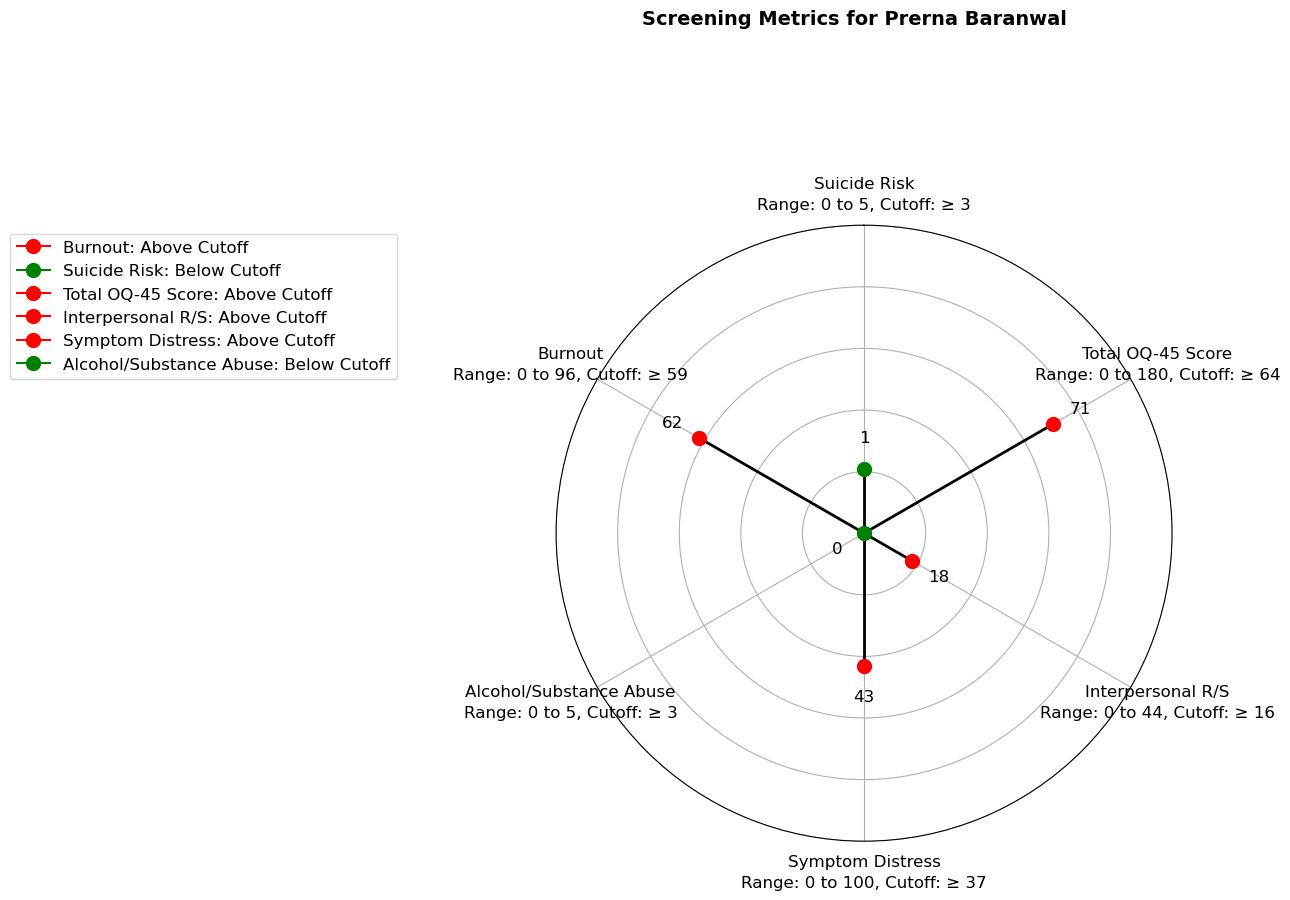 Screening Metrics for Prerna Baranwal
Suicide Risk
Range: 0 to 5, Cutoff: ≥ 3
Burnout: Above Cutoff
Suicide Risk: Below Cutoff
Total OQ-45 Score: Above Cutoff
Interpersonal R/S: Above Cutoff
Symptom Distress: Above Cutoff
Alcohol/Substance Abuse: Below Cutoff
Burnout
Range: 0 to 96, Cutoff: ≥ 59
Total OQ-45 Score
Range: 0 to 180, Cutoff: ≥ 64
71
62
1
0
18
43
Alcohol/Substance Abuse
Range: 0 to 5, Cutoff: ≥ 3
Interpersonal R/S
Range: 0 to 44, Cutoff: ≥ 16
Symptom Distress
Range: 0 to 100, Cutoff: ≥ 37